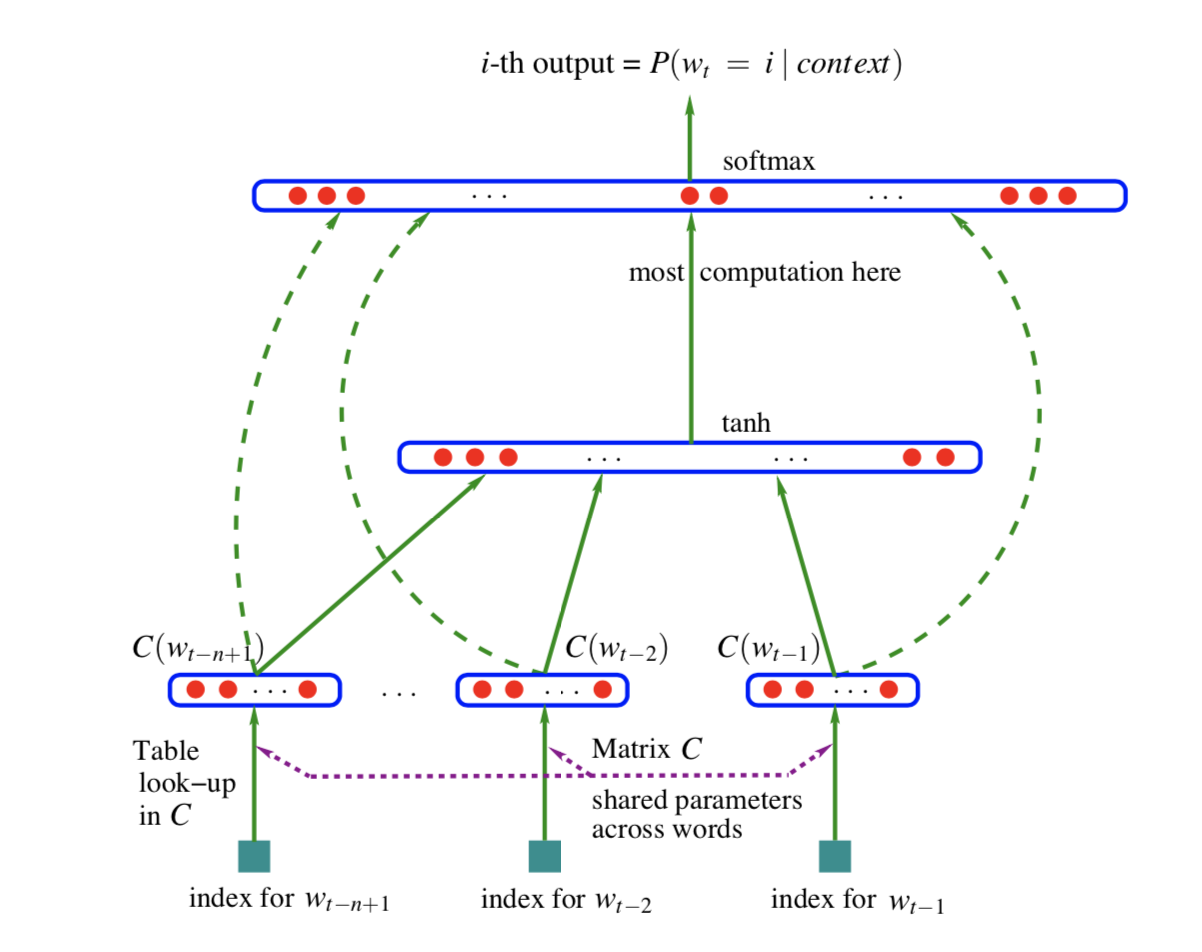 i-th output = P(w_t = i | context)
softmax
...
...
most computation here
tanh
...
...
C(w_{t−n+1})
C(w_{t−2})
C(w_{t−1})
...
...
...
...
Table
look−up
in C
Matrix C
shared parameters
across words
index for w_{t−n+1}
index for w_{t−2}
index for w_{t−1}